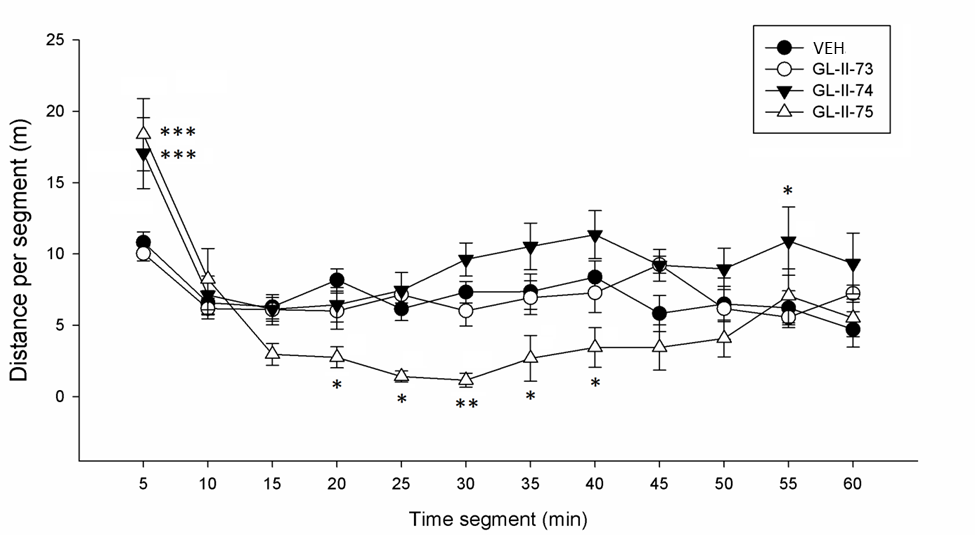 25
20
15
10
5
0
Distance per segment (m)
VEH
GL-II-73
GL-II-74
GL-II-75
***
***
*
*
*
**
*
*
5 10 15 20 25 30 35 40 45 50 55 60
Time segment (min)